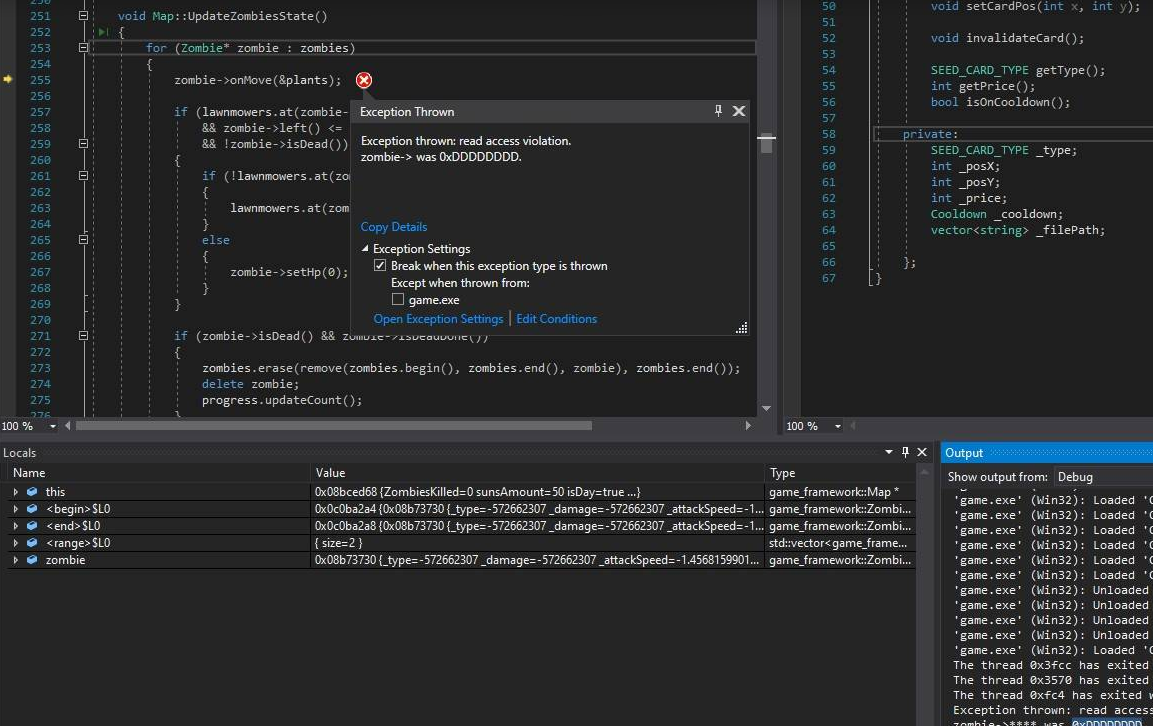 250
251 void Map::UpdateZombiesState()
252 {
253 for (Zombie* zombie : zombies)
254 {
255 zombie->onMove(&plants);
256
257 if (lawnmowers.at(zombie-
258 && zombie->left() <=
259 && !zombie->isDead())
260 {
261 if (!lawnmowers.at(zo
262 {
263 lawnmowers.at(zom
264 }
265 else
266 {
267 zombie->setHp(0);
268 }
269 }
270
271 if (zombie->isDead() && zombie->isDeadDone())
272 {
273 zombies.erase(remove(zombies.begin(), zombies.end(), zombie), zombies.end());
274 delete zombie;
275 progress.updateCount();
276 }
100 %
Exception Thrown
Exception thrown: read access violation.
zombie-> was 0xDDDDDDDD.
Copy Details
Exception Settings
Break when this exception type is thrown
Except when thrown from:
game.exe
Open Exception Settings | Edit Conditions
50 void setCardPos(int x, int y);
51
52 void invalidateCard();
53
54 SEED_CARD_TYPE getType();
55 int getPrice();
56 bool isOnCooldown();
57
58 private:
59 SEED_CARD_TYPE _type;
60 int _posX;
61 int _posY;
62 int _price;
63 Cooldown _cooldown;
64 vector<string> _filePath;
65
66 };
67 }
100 %
Locals
Name Value Type
this 0x08bced68 {ZombiesKilled=0 sunsAmount=50 isDay=true ...} game_framework::Map *
<begin>$L0 0x0c0ba2a4 {0x08b73730 {_type=-572662307 _damage=-572662307 _attackSpeed=-1... game_framework::Zombi...
<end>$L0 0x0c0ba2a8 {0x08b73730 {_type=-572662307 _damage=-572662307 _attackSpeed=-1... game_framework::Zombi...
<range>$L0 { size=2 } std::vector<game_frame...
zombie 0x08b73730 {_type=-572662307 _damage=-572662307 _attackSpeed=-1.4568159901... game_framework::Zombi...
Output
Show output from: Debug
'game.exe' (Win32): Loaded 'C
'game.exe' (Win32): Loaded 'C
'game.exe' (Win32): Loaded 'C
'game.exe' (Win32): Loaded 'C
'game.exe' (Win32): Loaded 'C
'game.exe' (Win32): Loaded 'C
'game.exe' (Win32): Unloaded
'game.exe' (Win32): Unloaded
'game.exe' (Win32): Unloaded
'game.exe' (Win32): Unloaded
'game.exe' (Win32): Loaded 'C
The thread 0x3fcc has exited
The thread 0x3570 has exited
The thread 0xfc4 has exited w
Exception thrown: read access
zombie->**** was 0xDDDDDDDD